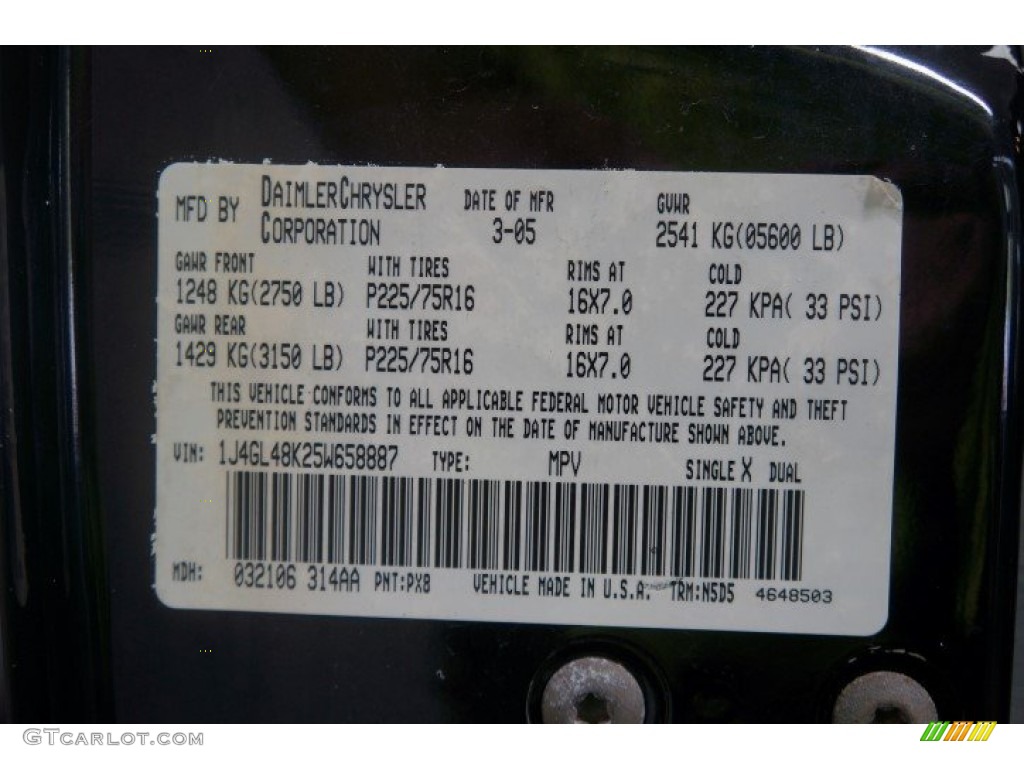 MFD BY DAIMLERCHRYSLER CORPORATION DATE OF MFR 3-05 GVWR 2541 KG(05600 LB)
GAWR FRONT WITH TIRES RIMS AT COLD
1248 KG(2750 LB) P225/75R16 16X7.0 227 KPA( 33 PSI)
GAWR REAR WITH TIRES RIMS AT COLD
1429 KG(3150 LB) P225/75R16 16X7.0 227 KPA( 33 PSI)
THIS VEHICLE CONFORMS TO ALL APPLICABLE FEDERAL MOTOR VEHICLE SAFETY AND THEFT
PREVENTION STANDARDS IN EFFECT ON THE DATE OF MANUFACTURE SHOWN ABOVE.
VIN: 1J4GL48K25W658887 TYPE: MPV SINGLE X DUAL
MDH: 032106 314AA PNT:PX8 VEHICLE MADE IN U.S.A. TRM:N5D5 4648503
GTCARLOT.COM